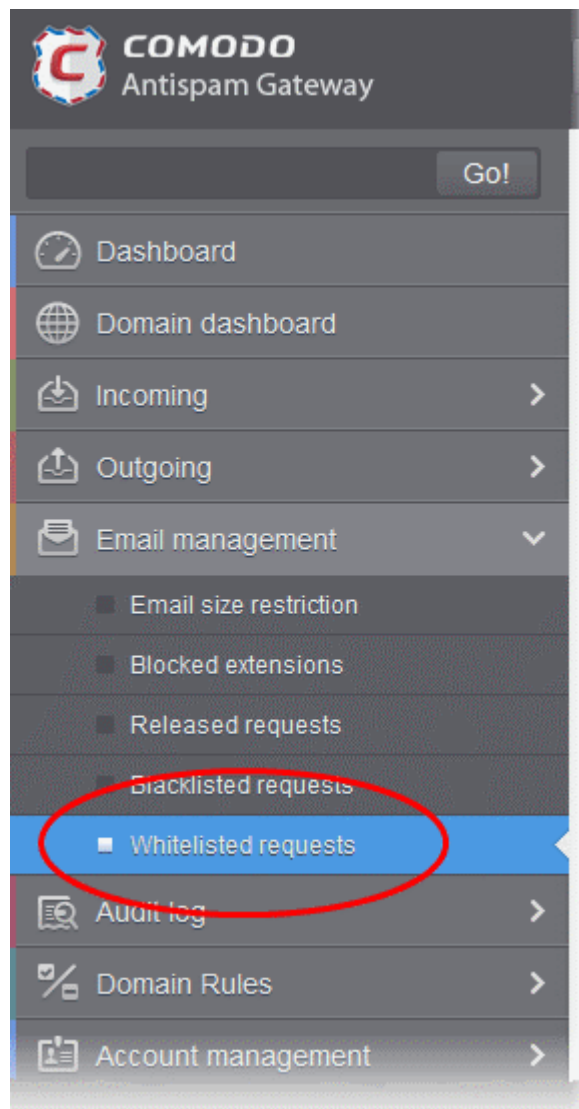 COMODO
Antispam Gateway
Go!
Dashboard
Domain dashboard
Incoming
Outgoing
Email management
Email size restriction
Blocked extensions
Released requests
Blacklisted requests
Whitelisted requests
Audit log
Domain Rules
Account management